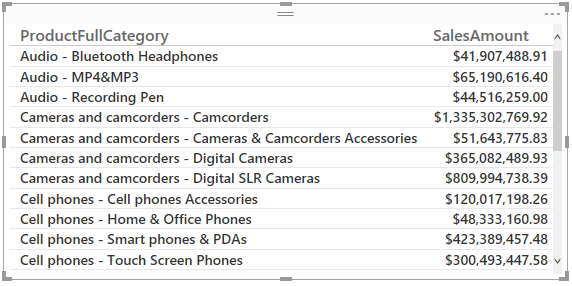 ProductFullCategory SalesAmount
Audio - Bluetooth Headphones $41,907,488.91
Audio - MP4&MP3 $65,190,616.40
Audio - Recording Pen $44,516,259.00
Cameras and camcorders - Camcorders $1,335,302,769.92
Cameras and camcorders - Cameras & Camcorders Accessories $51,643,775.83
Cameras and camcorders - Digital Cameras $365,082,489.93
Cameras and camcorders - Digital SLR Cameras $809,994,738.39
Cell phones - Cell phones Accessories $120,017,198.26
Cell phones - Home & Office Phones $48,333,160.98
Cell phones - Smart phones & PDAs $423,389,457.48
Cell phones - Touch Screen Phones $300,493,447.58